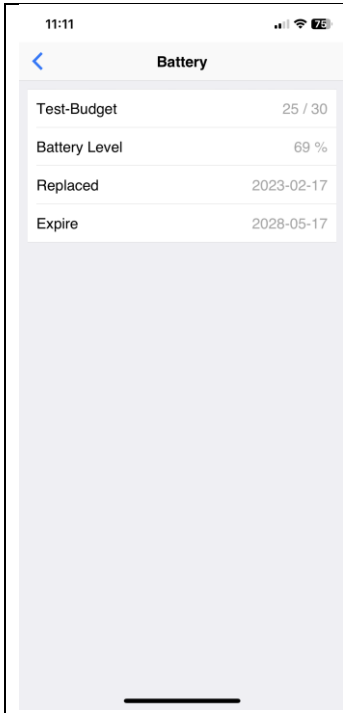 11:11
75
Battery
Test-Budget 25 / 30
Battery Level 69 %
Replaced 2023-02-17
Expire 2028-05-17